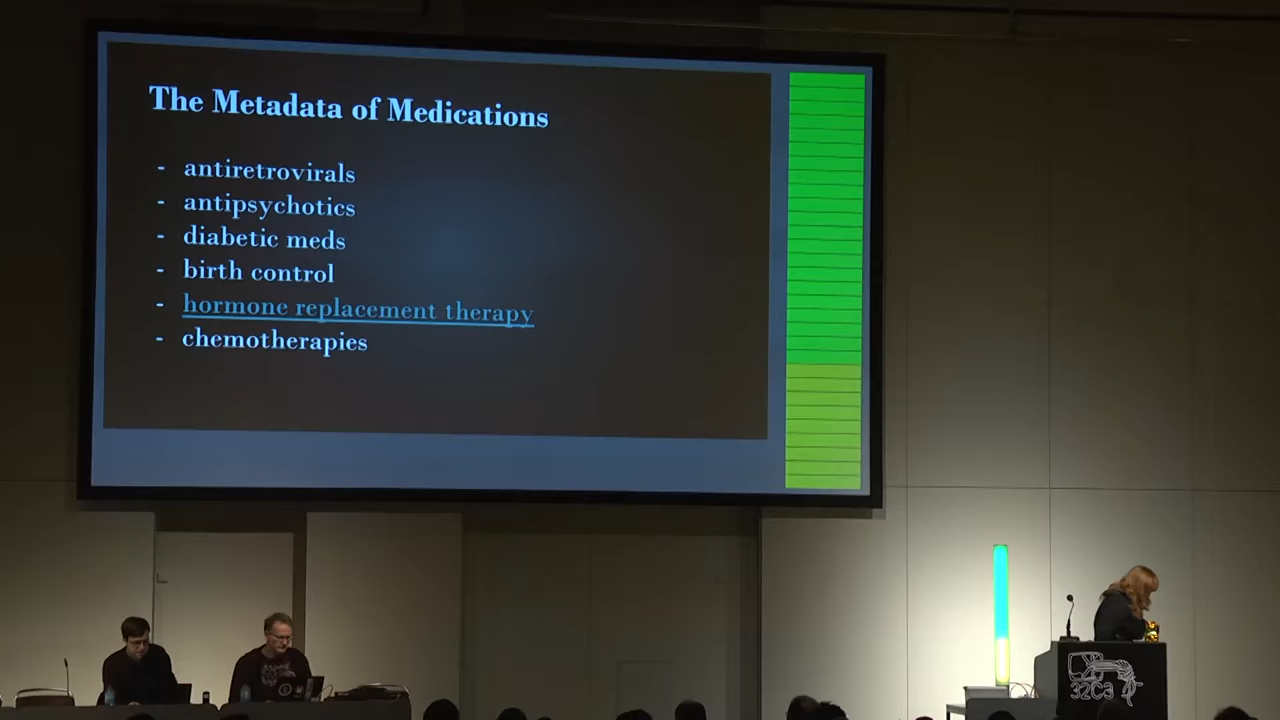 The Metadata of Medications
- antiretrovirals
- antipsychotics
- diabetic meds
- birth control
- hormone replacement therapy
- chemotherapies
32C3